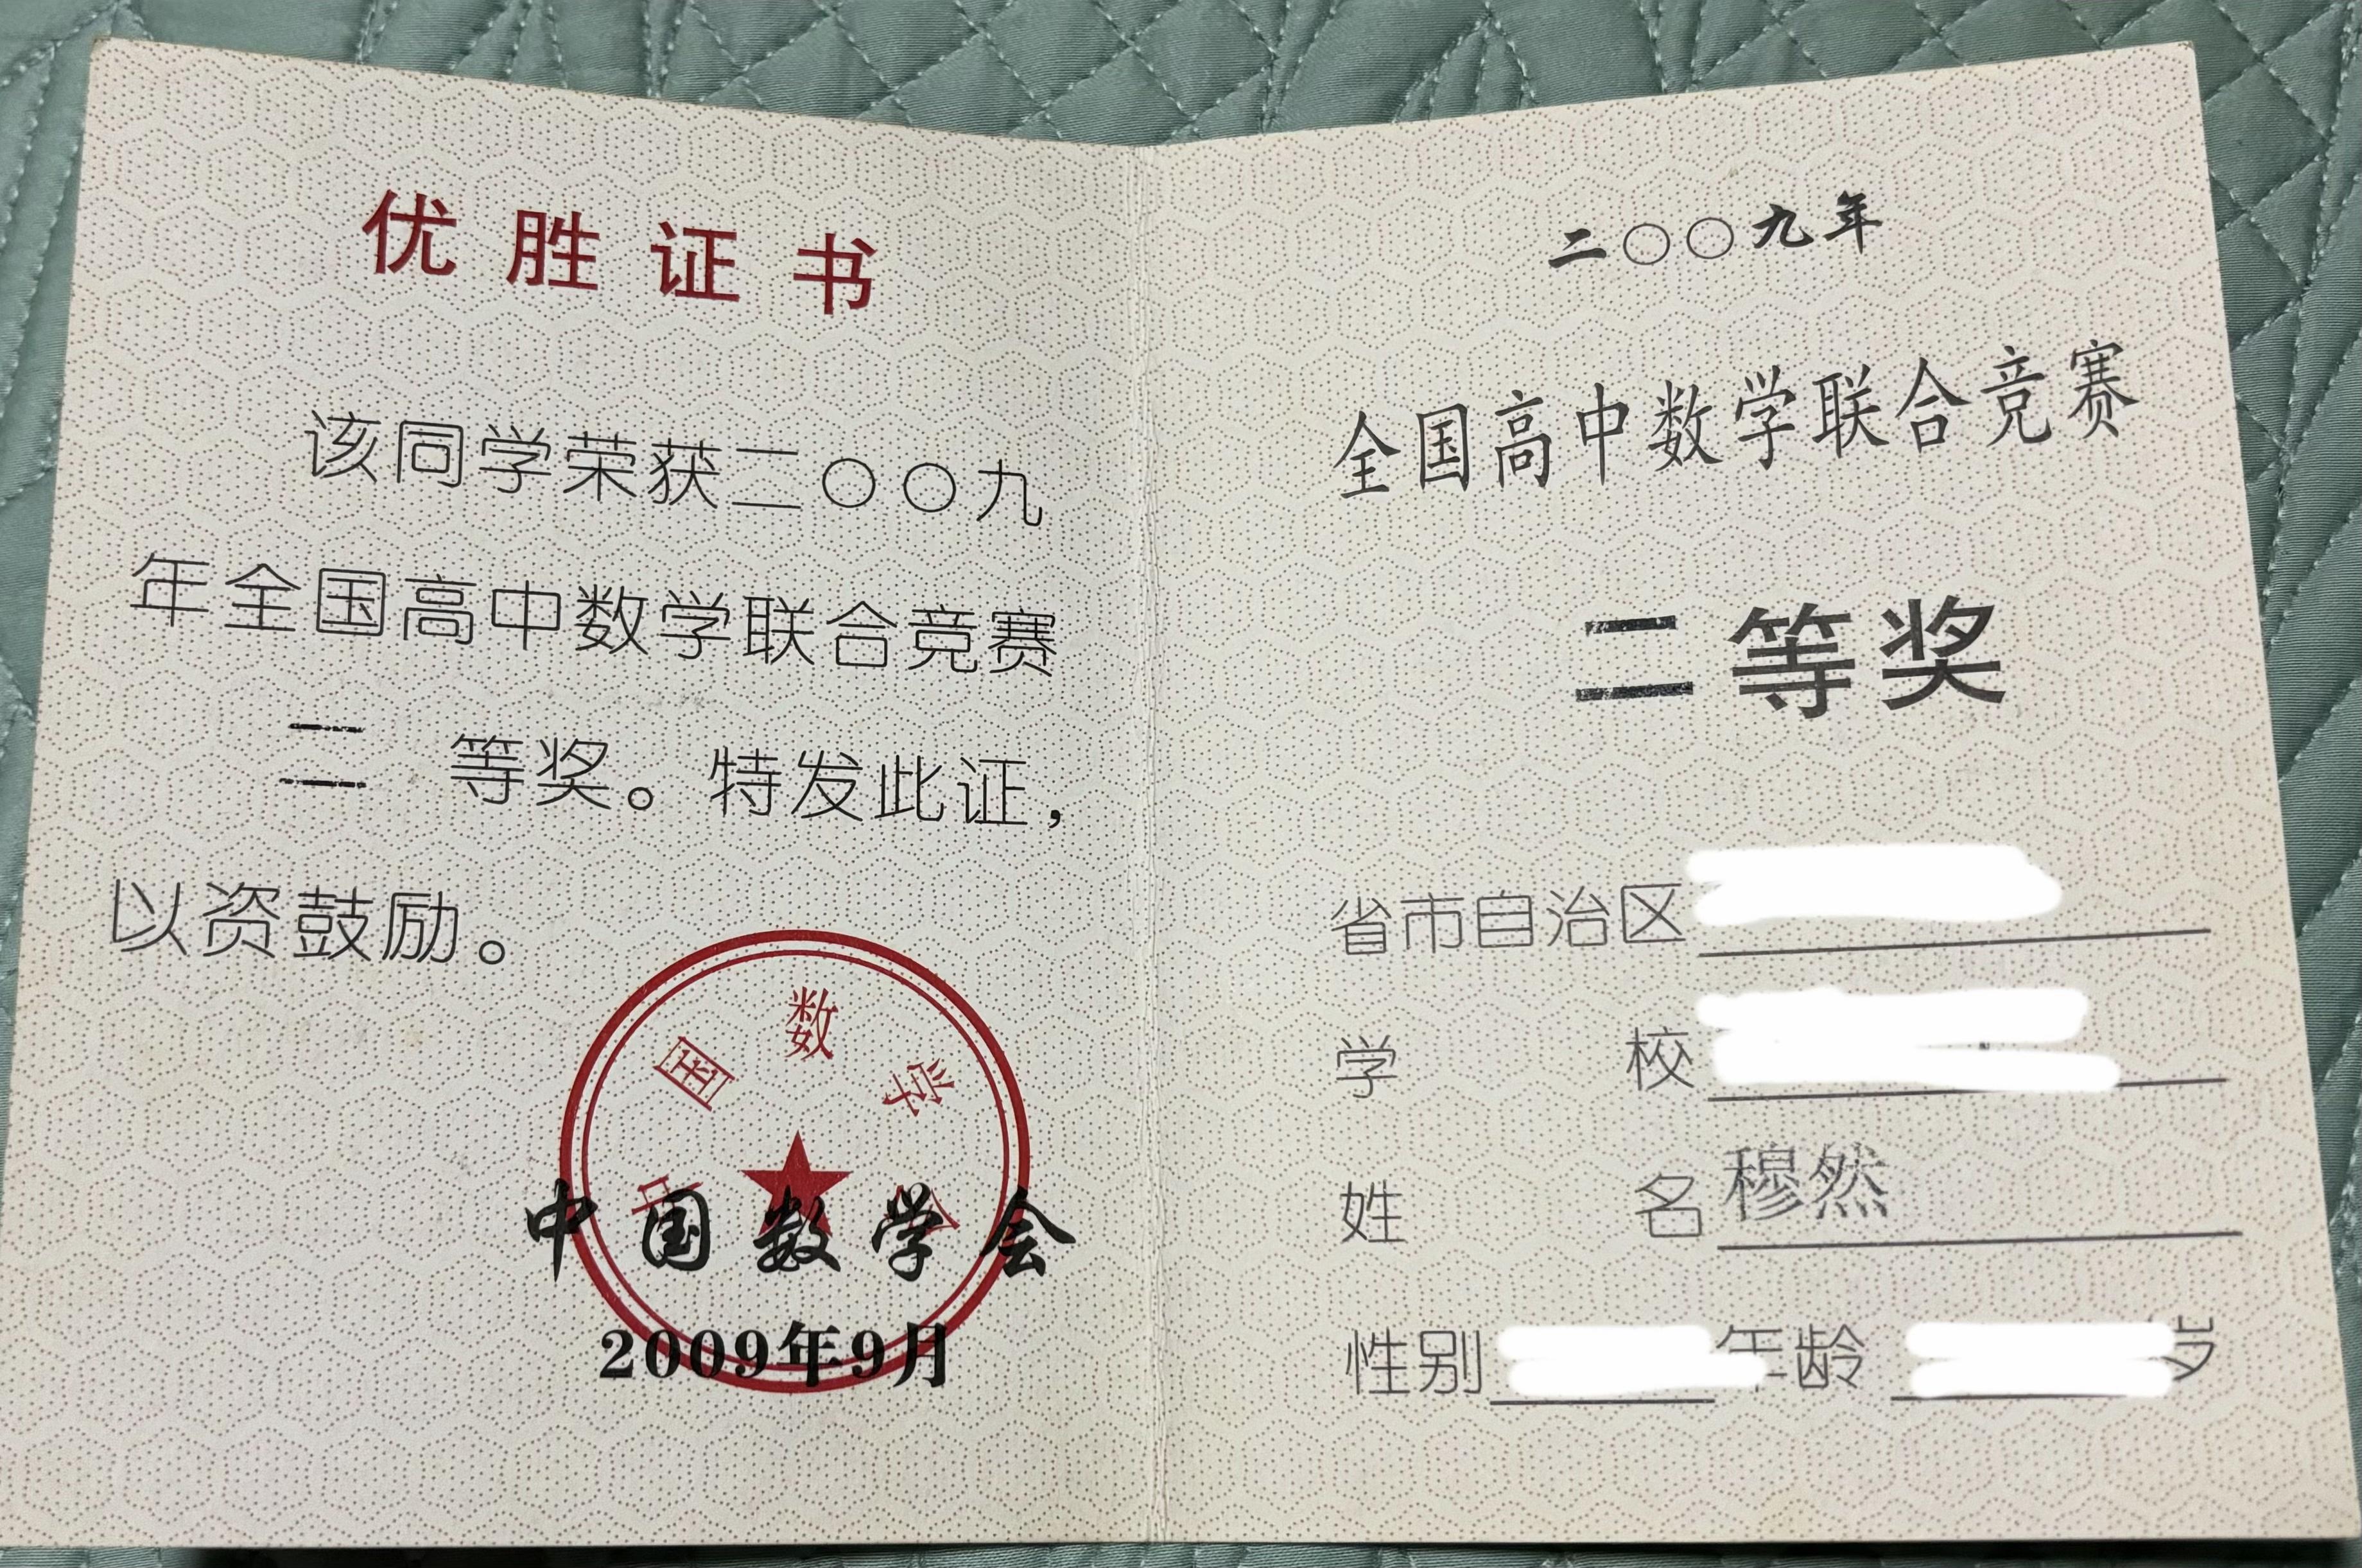 优胜证书
该同学荣获二〇〇九
年全国高中数学联合竞赛
二 等奖。特发此证，
以资鼓励。
中国数学会
中国数学会
2009年9月
二〇〇九年
全国高中数学联合竞赛
二等奖
省市自治区
学 校
姓 名 穆然
性别 年龄 岁